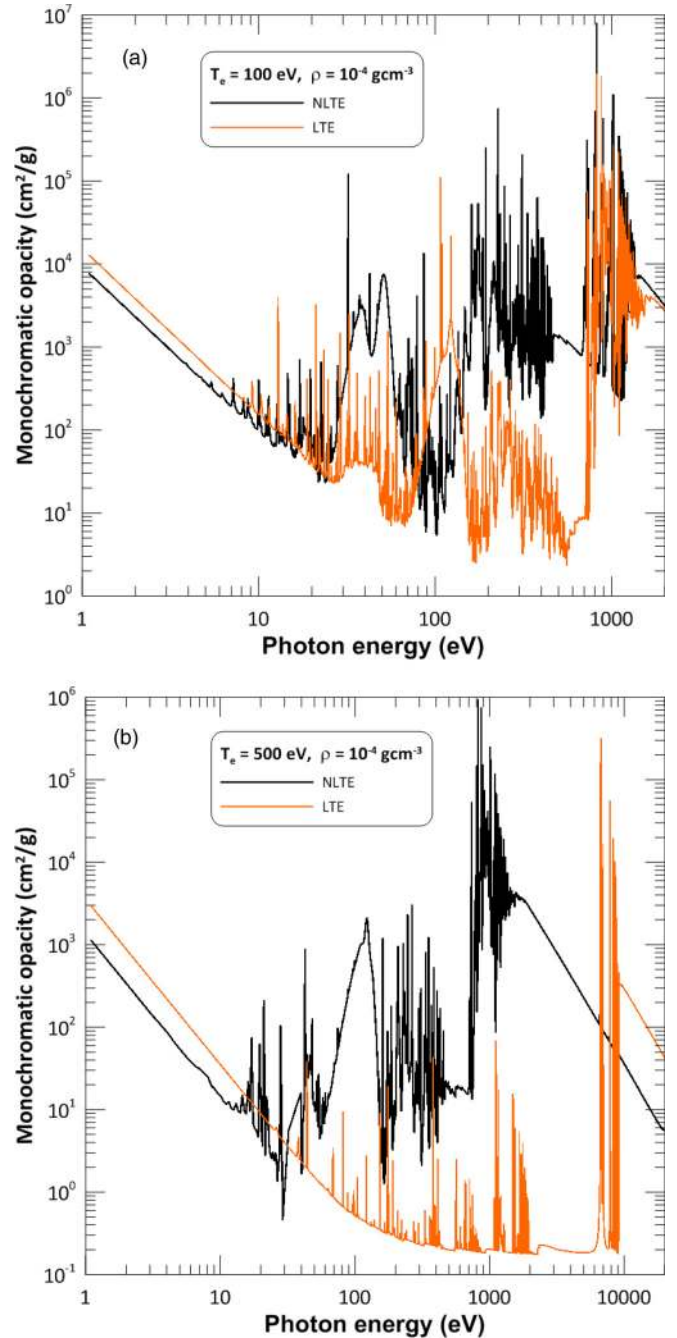 10⁷
(a)
Tₑ = 100 eV, ρ = 10⁻⁴ gcm⁻³
NLTE
LTE
10⁶
10⁵
10⁴
10³
10²
10¹
10⁰
Monochromatic opacity (cm²/g)
1 10 100 1000
Photon energy (eV)
10⁶
(b)
Tₑ = 500 eV, ρ = 10⁻⁴ gcm⁻³
NLTE
LTE
10⁵
10⁴
10³
10²
10¹
10⁰
10⁻¹
Monochromatic opacity (cm²/g)
1 10 100 1000 10000
Photon energy (eV)